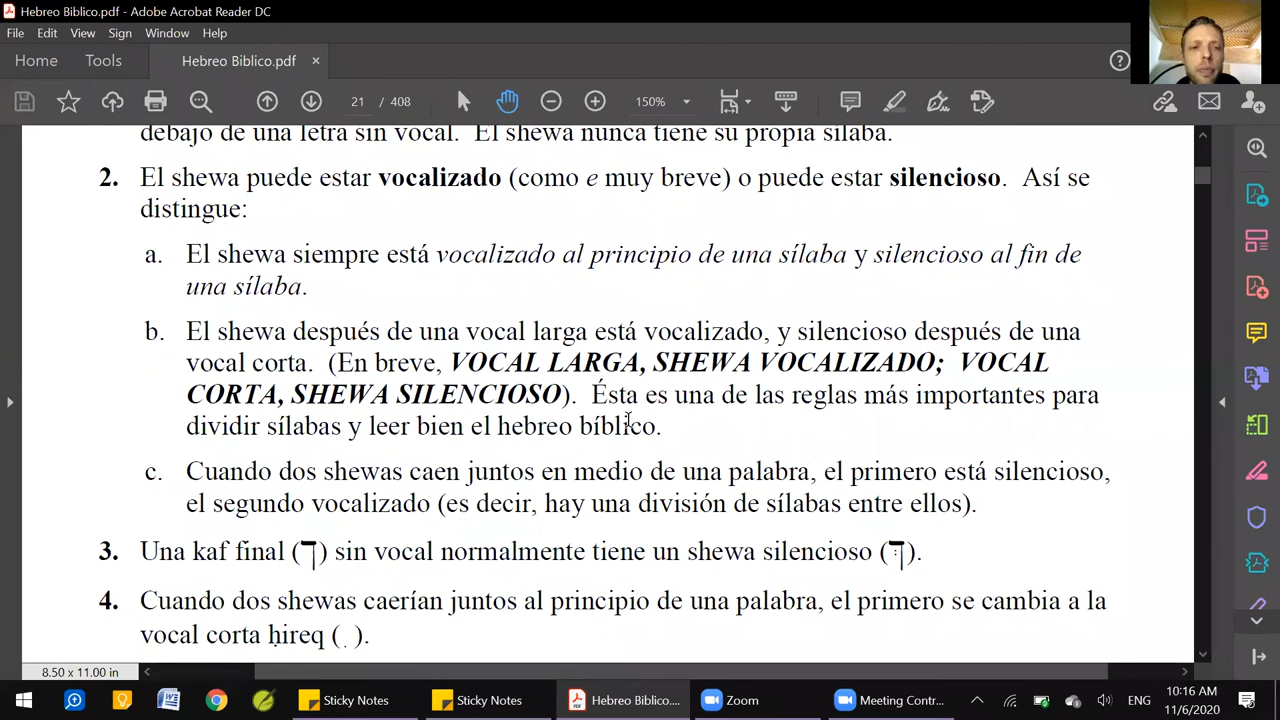 Hebreo Biblico.pdf - Adobe Acrobat Reader DC
File Edit View Sign Window Help
Home Tools Hebreo Biblico.pdf ×
21 / 408 150%
debajo de una letra sin vocal. El shewa nunca tiene su propia sílaba.
2. El shewa puede estar vocalizado (como e muy breve) o puede estar silencioso. Así se
distingue:
a. El shewa siempre está vocalizado al principio de una sílaba y silencioso al fin de
una sílaba.
b. El shewa después de una vocal larga está vocalizado, y silencioso después de una
vocal corta. (En breve, VOCAL LARGA, SHEWA VOCALIZADO; VOCAL
CORTA, SHEWA SILENCIOSO). Ésta es una de las reglas más importantes para
dividir sílabas y leer bien el hebreo bíblico.
c. Cuando dos shewas caen juntos en medio de una palabra, el primero está silencioso,
el segundo vocalizado (es decir, hay una división de sílabas entre ellos).
3. Una kaf final (ך) sin vocal normalmente tiene un shewa silencioso (ךְ).
4. Cuando dos shewas caerían juntos al principio de una palabra, el primero se cambia a la
vocal corta ḥireq ( . ).
8.50 x 11.00 in
Sticky Notes Sticky Notes Hebreo Biblico.... Zoom Meeting Contr... ENG 10:16 AM
11/6/2020